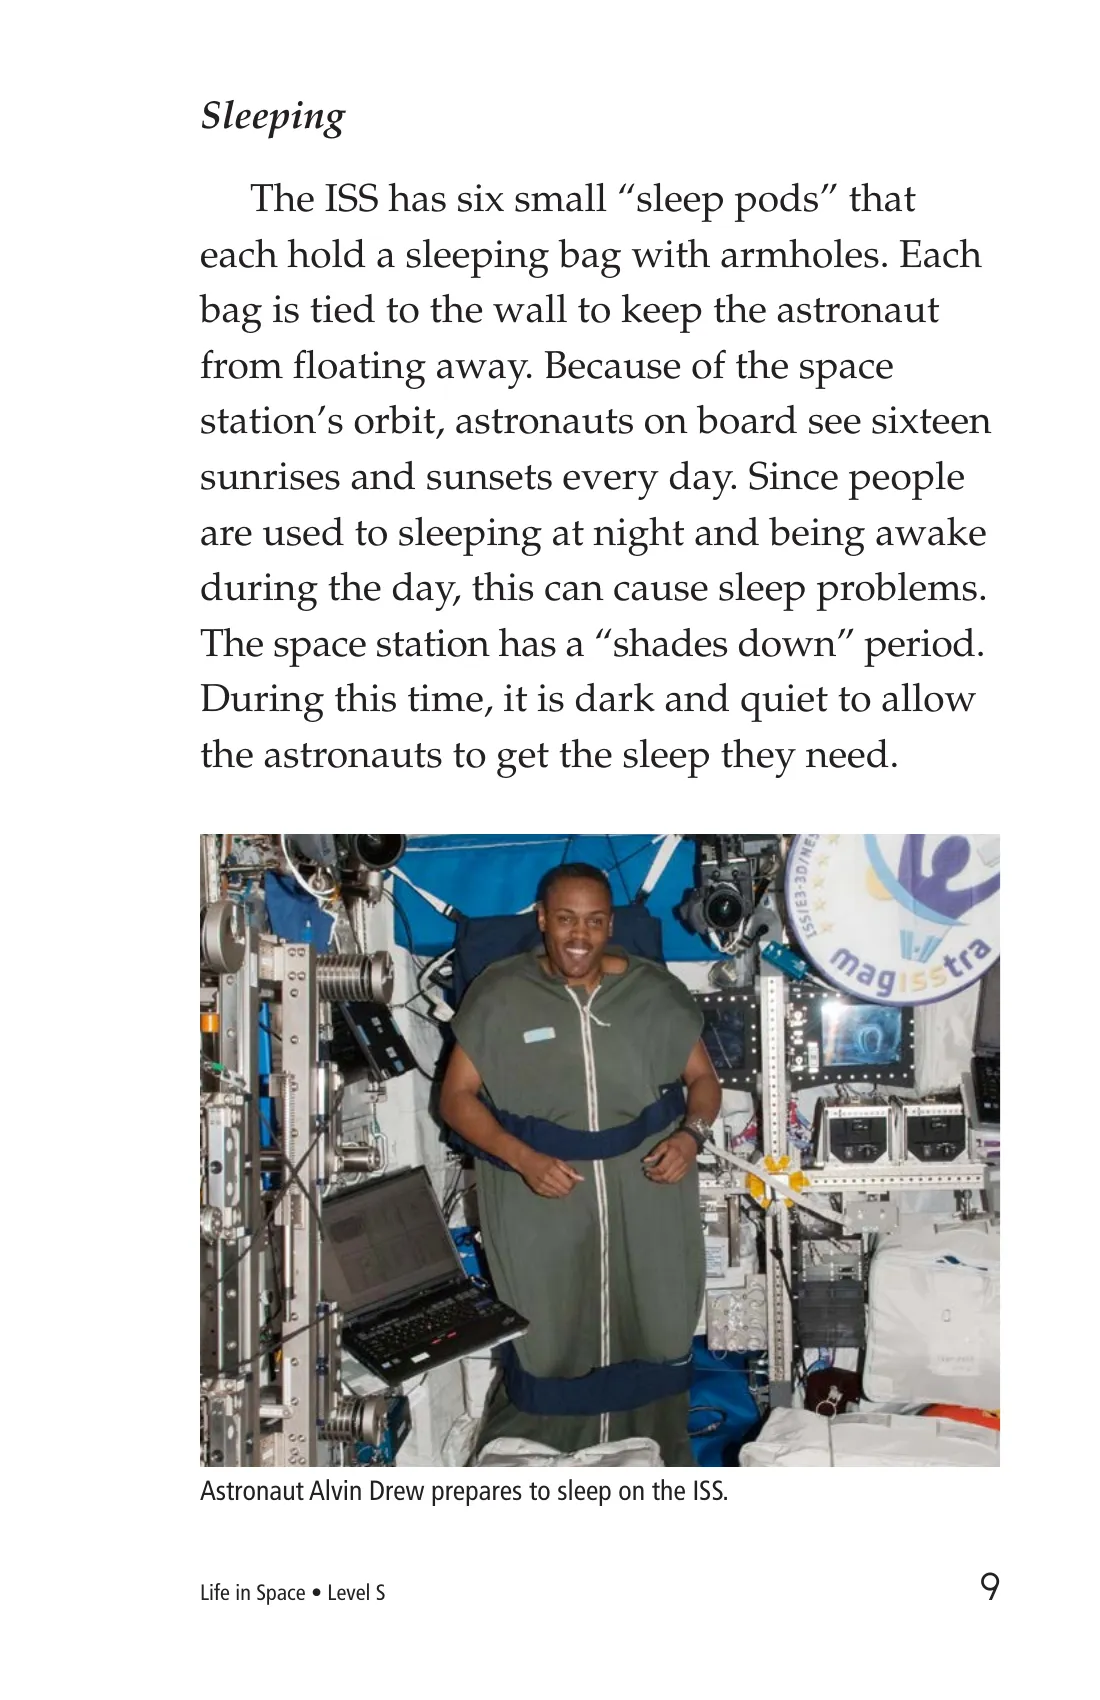 Sleeping
The ISS has six small “sleep pods” that
each hold a sleeping bag with armholes. Each
bag is tied to the wall to keep the astronaut
from floating away. Because of the space
station’s orbit, astronauts on board see sixteen
sunrises and sunsets every day. Since people
are used to sleeping at night and being awake
during the day, this can cause sleep problems.
The space station has a “shades down” period.
During this time, it is dark and quiet to allow
the astronauts to get the sleep they need.
ISS/E3-3D/NES
magisstra
Astronaut Alvin Drew prepares to sleep on the ISS.
Life in Space • Level S
9